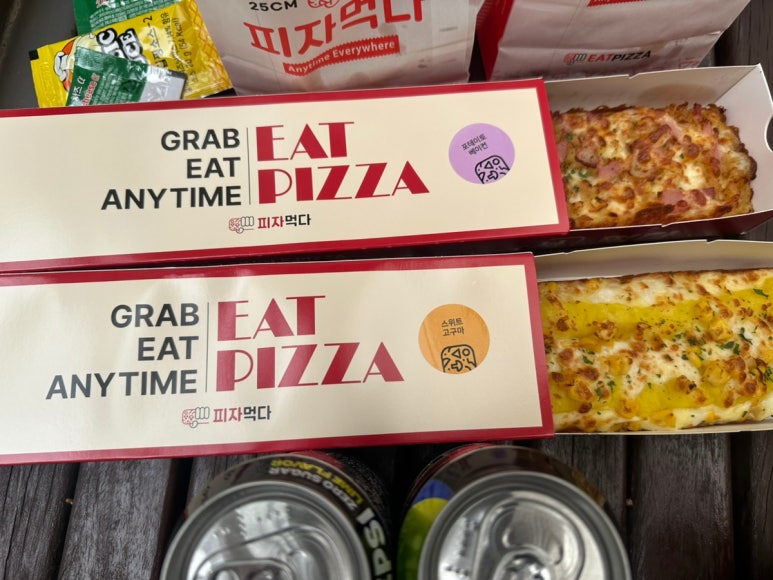 25CM
피자먹다
Anytime Everywhere
EATPIZZA
GRAB
EAT
ANYTIME
EAT
PIZZA
피자먹다
포테이토
베이컨
GRAB
EAT
ANYTIME
EAT
PIZZA
피자먹다
스위트
고구마
ZERO SUGAR
LIME FLAVOR
PEPSI